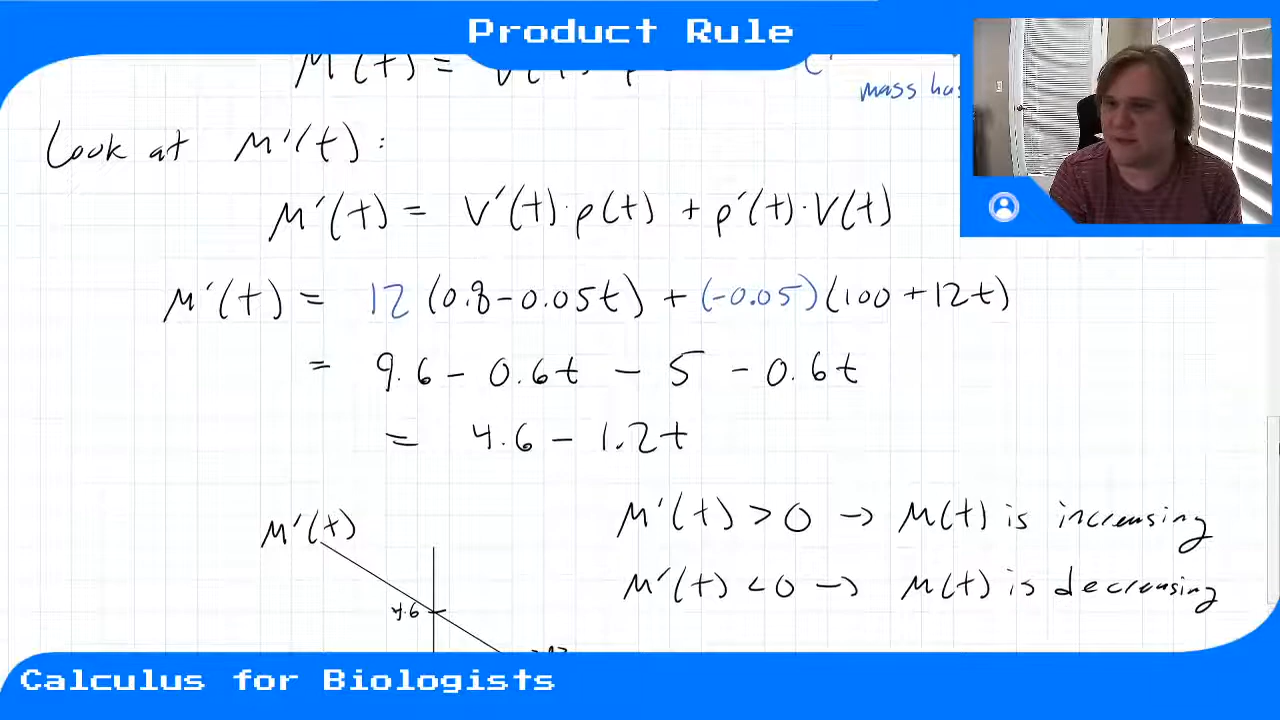 Product Rule
mass has
Look at M'(t):
M'(t) = V'(t)·p(t) + p'(t)·V(t)
M'(t) = 12 (0.8 - 0.05t) + (-0.05)(100 + 12t)
= 9.6 - 0.6t - 5 - 0.6t
= 4.6 - 1.2t
M'(t) > 0 → M(t) is increasing
M'(t) < 0 → M(t) is decreasing
M'(t)
4.6
Calculus for Biologists